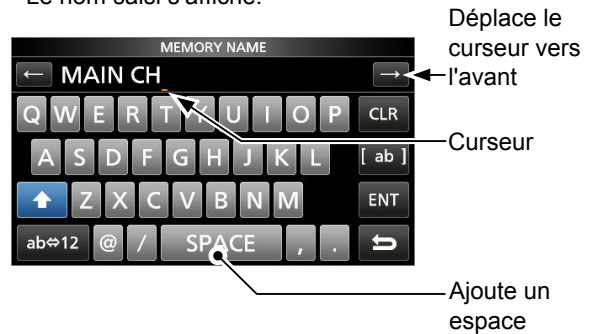 Le nom saisi s'affiche.
Déplace le
curseur vers
l'avant
MEMORY NAME
← MAIN CH →
Q W E R T Y U I O P CLR
Curseur
A S D F G H J K L [ ab ]
Z X C V B N M ENT
ab⇔12 @ / SPACE , .
Ajoute un
espace